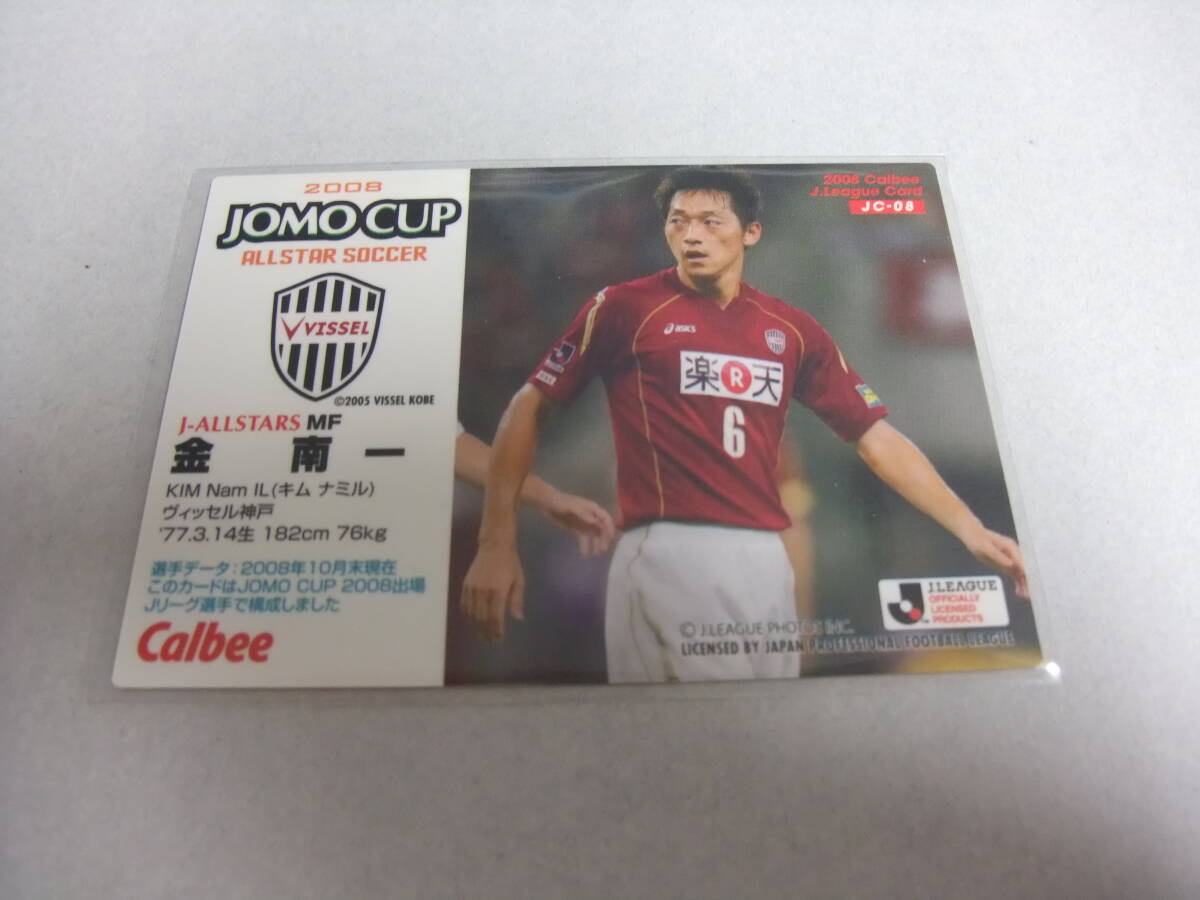 2008
JOMO CUP
ALLSTAR SOCCER
VISSEL
©2005 VISSEL KOBE
J-ALLSTARS MF
金 南 一
KIM Nam IL(キム ナミル)
ヴィッセル神戸
'77.3.14生 182cm 76kg
選手データ:2008年10月末現在
このカードはJOMO CUP 2008出場
Jリーグ選手で構成しました
Calbee
2008 Calbee
J.League Card
JC-08
asics
楽R天
6
J.LEAGUE
OFFICIALLY
LICENSED
PRODUCTS
© J.LEAGUE PHOTOS INC.
LICENSED BY JAPAN PROFESSIONAL FOOTBALL LEAGUE